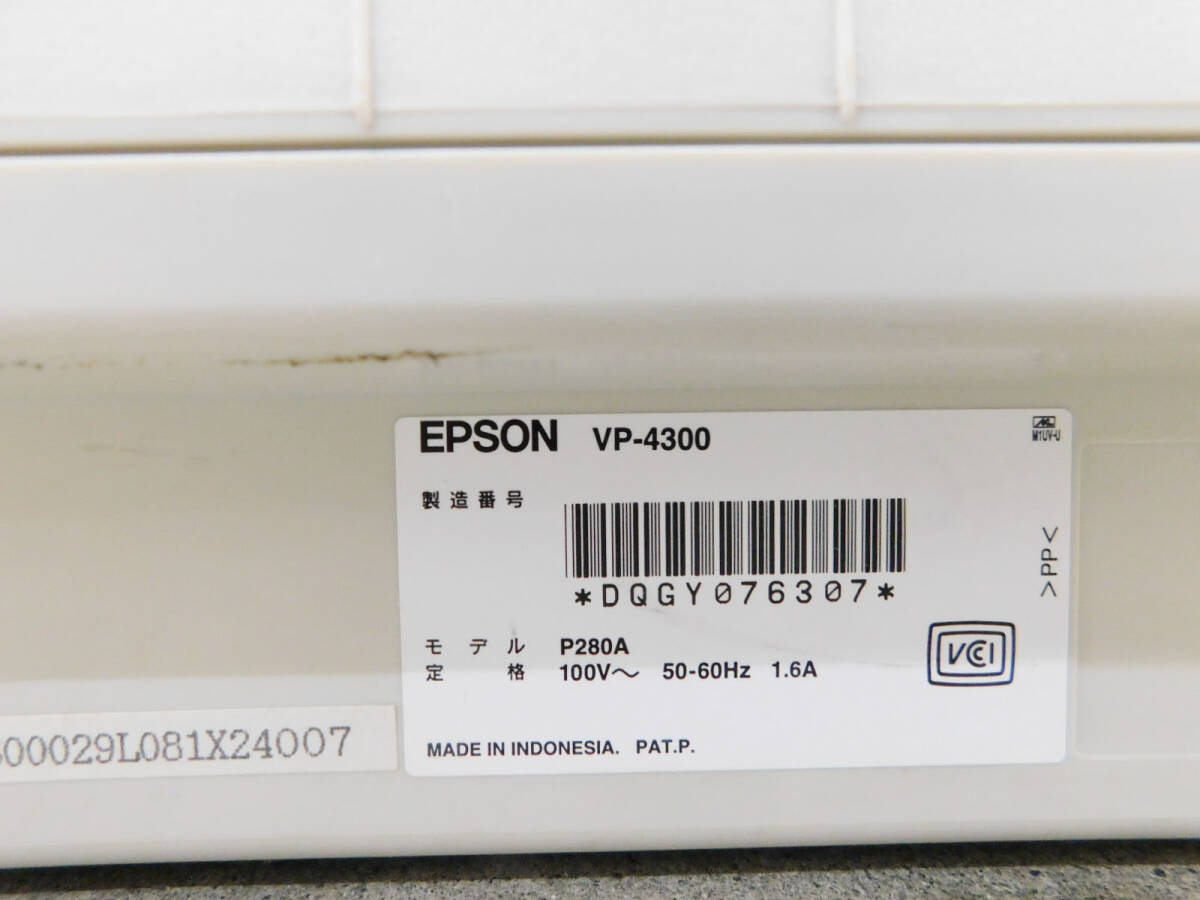 EPSON VP-4300
M1UV-U
製造番号
*DQGY076307*
>PP<
モデル P280A
定格 100V～ 50-60Hz 1.6A
VCCI
MADE IN INDONESIA. PAT.P.
00029L081X24007